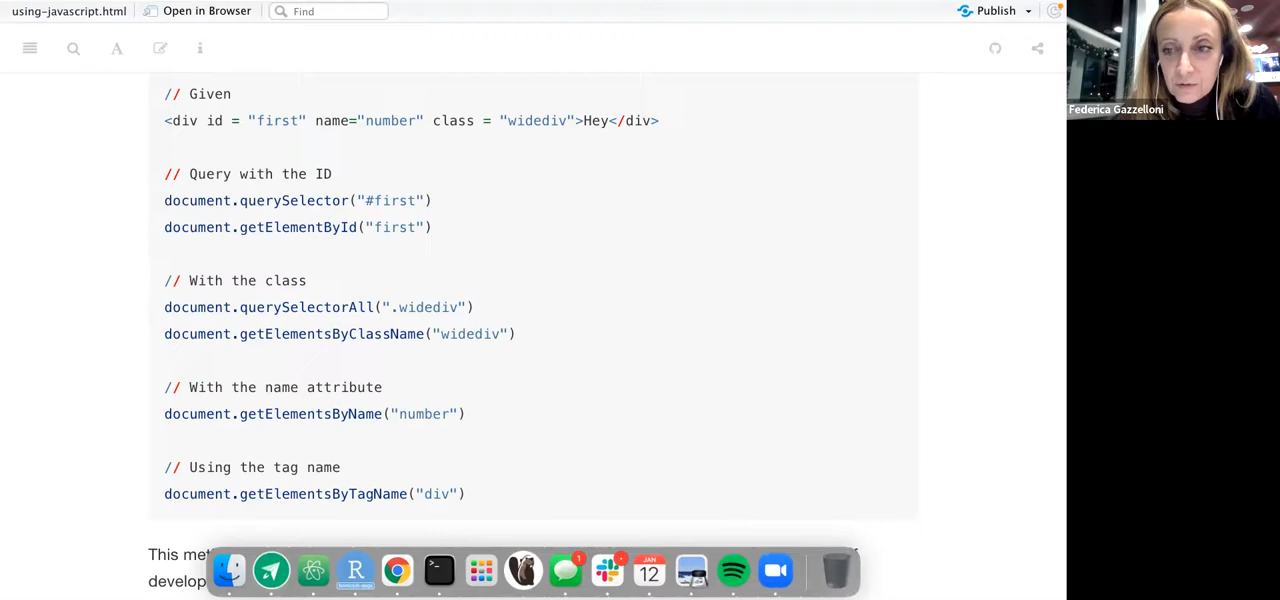 using-javascript.html
Open in Browser
Find
Publish
// Given
<div id = "first" name="number" class = "widediv">Hey</div>
// Query with the ID
document.querySelector("#first")
document.getElementById("first")
// With the class
document.querySelectorAll(".widediv")
document.getElementsByClassName("widediv")
// With the name attribute
document.getElementsByName("number")
// Using the tag name
document.getElementsByTagName("div")
This
develop
JAN
12
1
R
Federica Gazzelloni